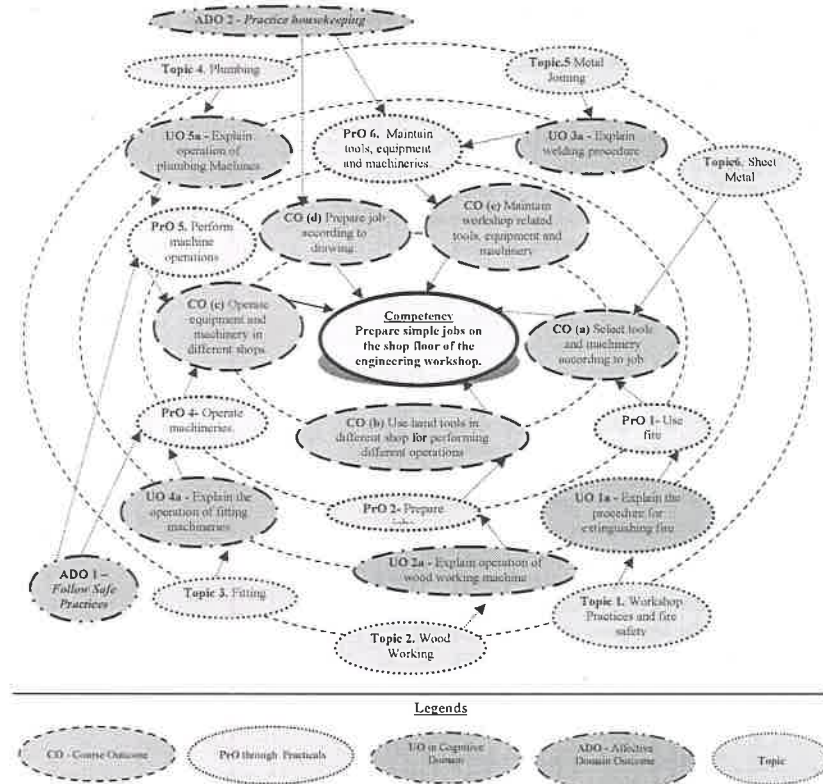 ADO 2 - Practice housekeeping
Topic 4. Plumbing
Topic.5 Metal
Joining
UO 5a - Explain
operation of
plumbing Machines
PrO 6. Maintain
tools, equipment
and machineries
UO 3a - Explain
welding procedure
Topic6. Sheet
Metal
PrO 5. Perform
machine
operations
CO (d) Prepare job
according to
drawing
CO (e) Maintain
workshop related
tools, equipment and
machinery
CO (c) Operate
equipment and
machinery in
different shops
Competency
Prepare simple jobs on
the shop floor of the
engineering workshop.
CO (a) Select tools
and machinery
according to job
PrO 4- Operate
machineries
CO (b) Use hand tools in
different shop for performing
different operations
PrO 1- Use
fire
UO 4a - Explain the
operation of fitting
machineries
PrO 2- Prepare
UO 1a - Explain the
procedure for
extinguishing fire
ADO 1 –
Follow Safe
Practices
UO 2a - Explain operation of
wood working machine
Topic 3. Fitting
Topic 1. Workshop
Practices and fire
safety
Topic 2. Wood
Working
Legends
CO - Course Outcome
PrO through Practicals
UO in Cognitive
Domain
ADO - Affective
Domain Outcome
Topic